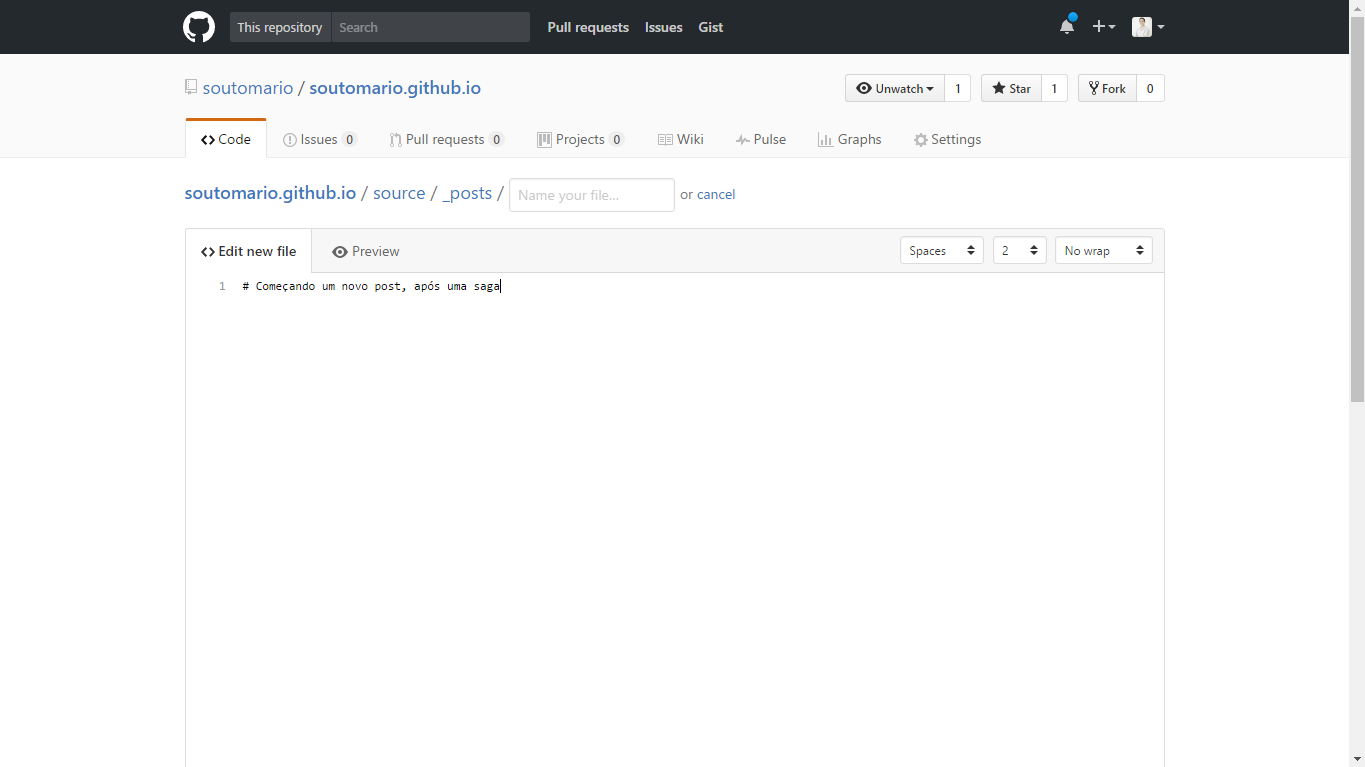 This repository Search Pull requests Issues Gist
soutomario / soutomario.github.io Unwatch 1 Star 1 Fork 0
Code Issues 0 Pull requests 0 Projects 0 Wiki Pulse Graphs Settings
soutomario.github.io / source / _posts / Name your file... or cancel
Edit new file Preview Spaces 2 No wrap
1 # Começando um novo post, após uma saga